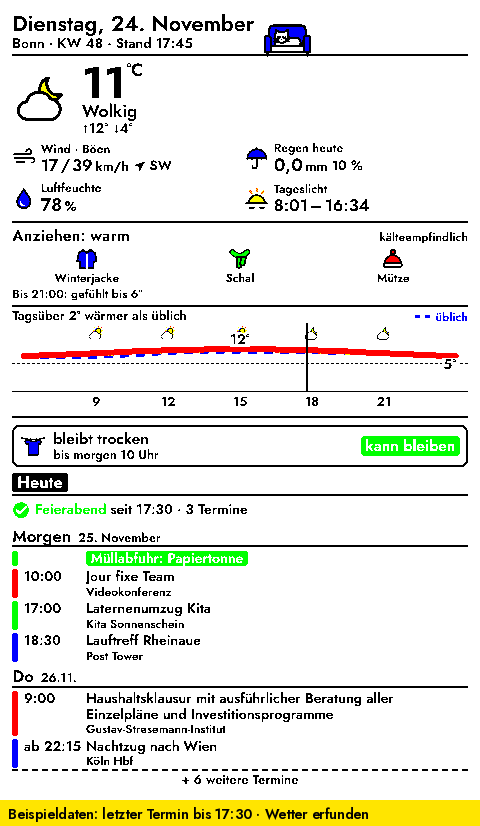 Dienstag, 24. November
Bonn · KW 48 · Stand 17:45
11°C
Wolkig
↑12° ↓4°
Wind · Böen
17/39 km/h SW
Regen heute
0,0 mm 10 %
Luftfeuchte
78 %
Tageslicht
8:01 – 16:34
Anziehen: warm
kälteempfindlich
Winterjacke
Schal
Mütze
Bis 21:00: gefühlt bis 6°
Tagsüber 2° wärmer als üblich
üblich
12°
5°
9 12 15 18 21
bleibt trocken
bis morgen 10 Uhr
kann bleiben
Heute
Feierabend seit 17:30 · 3 Termine
Morgen 25. November
Müllabfuhr: Papiertonne
10:00 Jour fixe Team
Videokonferenz
17:00 Laternenumzug Kita
Kita Sonnenschein
18:30 Lauftreff Rheinaue
Post Tower
Do 26.11.
9:00 Haushaltsklausur mit ausführlicher Beratung aller
Einzelpläne und Investitionsprogramme
Gustav-Stresemann-Institut
ab 22:15 Nachtzug nach Wien
Köln Hbf
+ 6 weitere Termine
Beispieldaten: letzter Termin bis 17:30 · Wetter erfunden